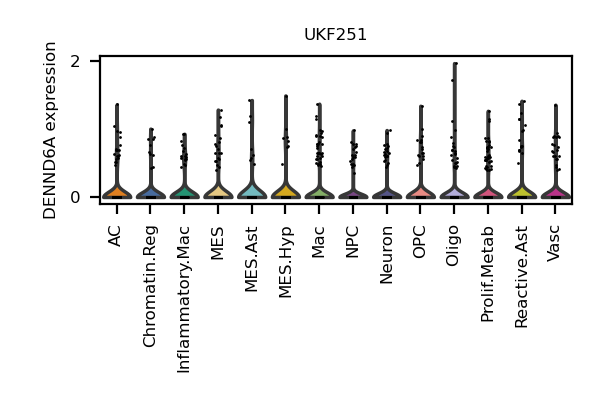 UKF251
DENND6A expression
2
0
AC
Chromatin.Reg
Inflammatory.Mac
MES
MES.Ast
MES.Hyp
Mac
NPC
Neuron
OPC
Oligo
Prolif.Metab
Reactive.Ast
Vasc